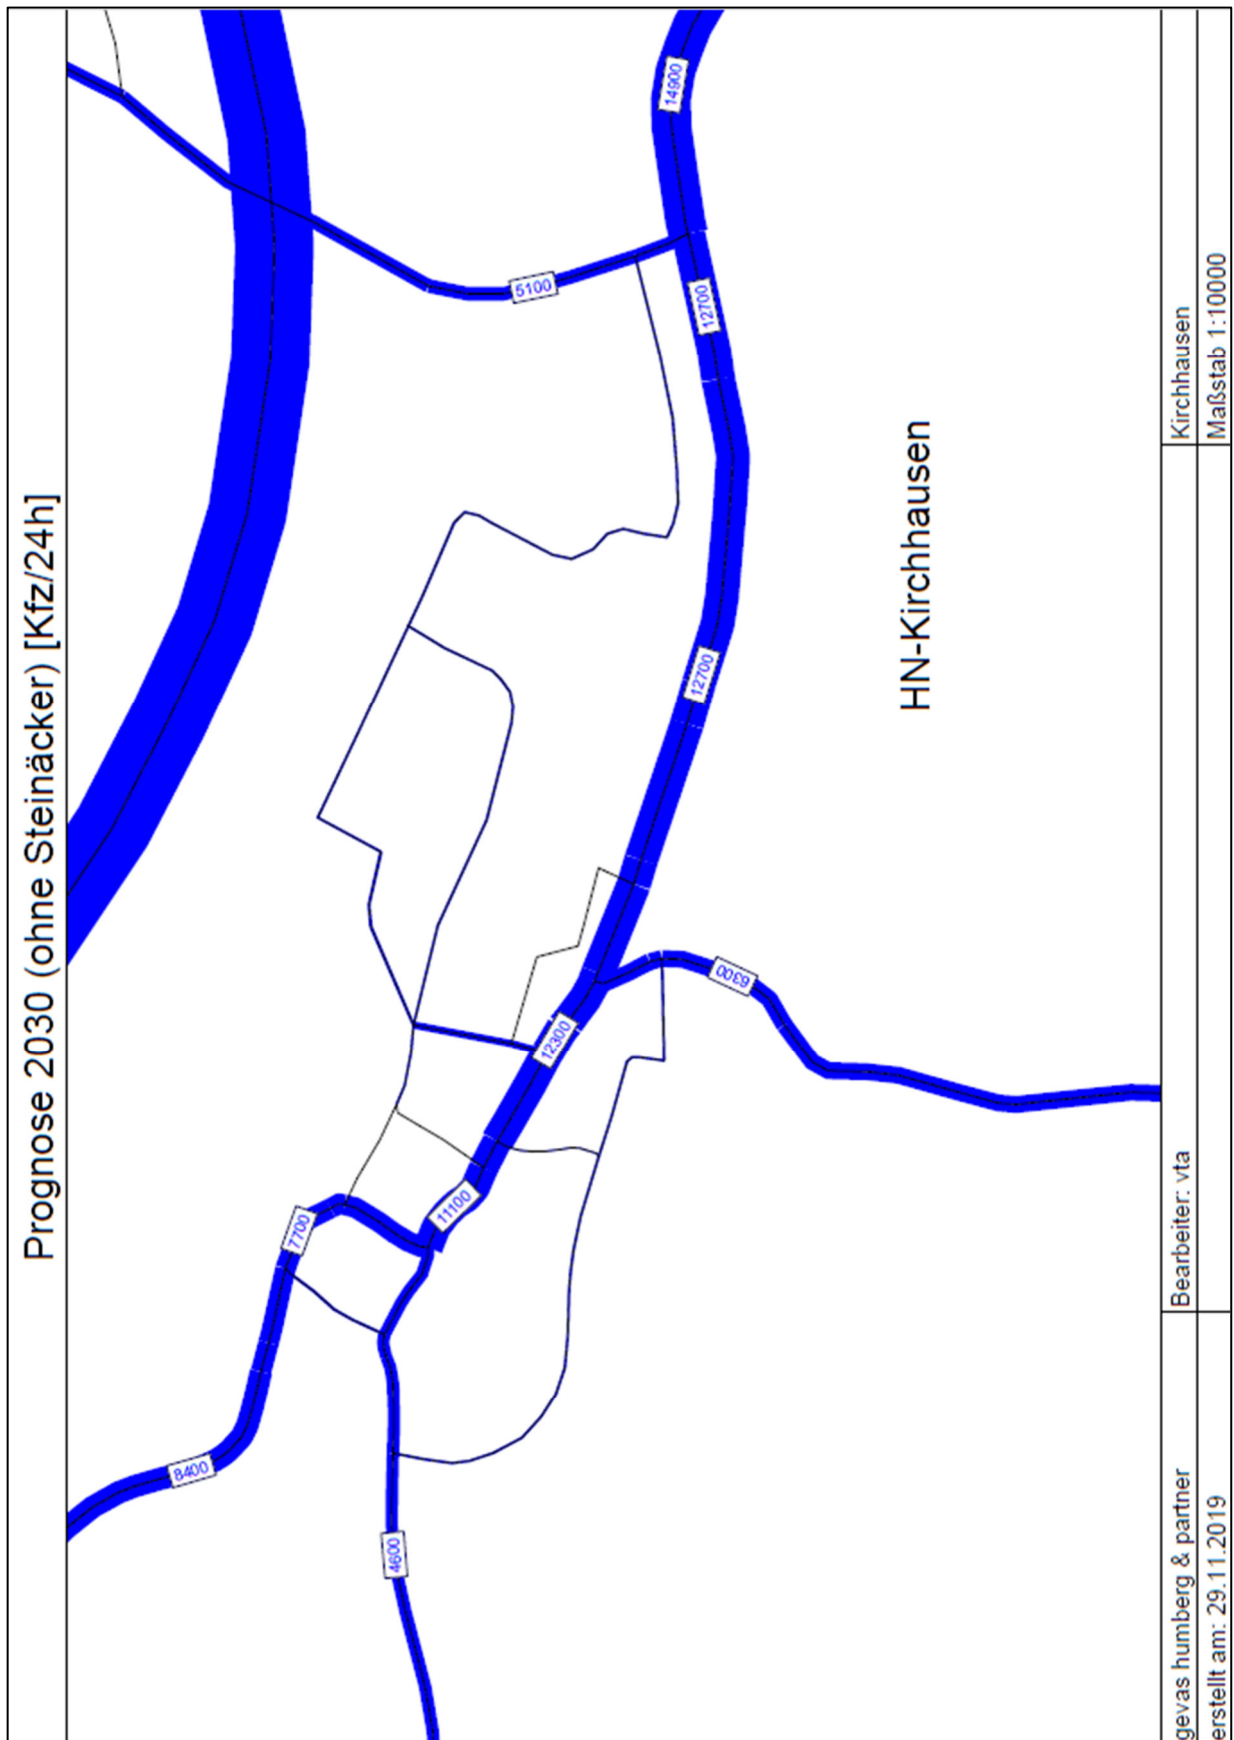 Prognose 2030 (ohne Steinäcker) [Kfz/24h]
8400
7700
4600
11100
12300
6300
12700
5100
12700
14900
HN-Kirchhausen
gevas humberg & partner
Bearbeiter: vta
Kirchhausen
erstellt am: 29.11.2019
Maßstab 1:10000